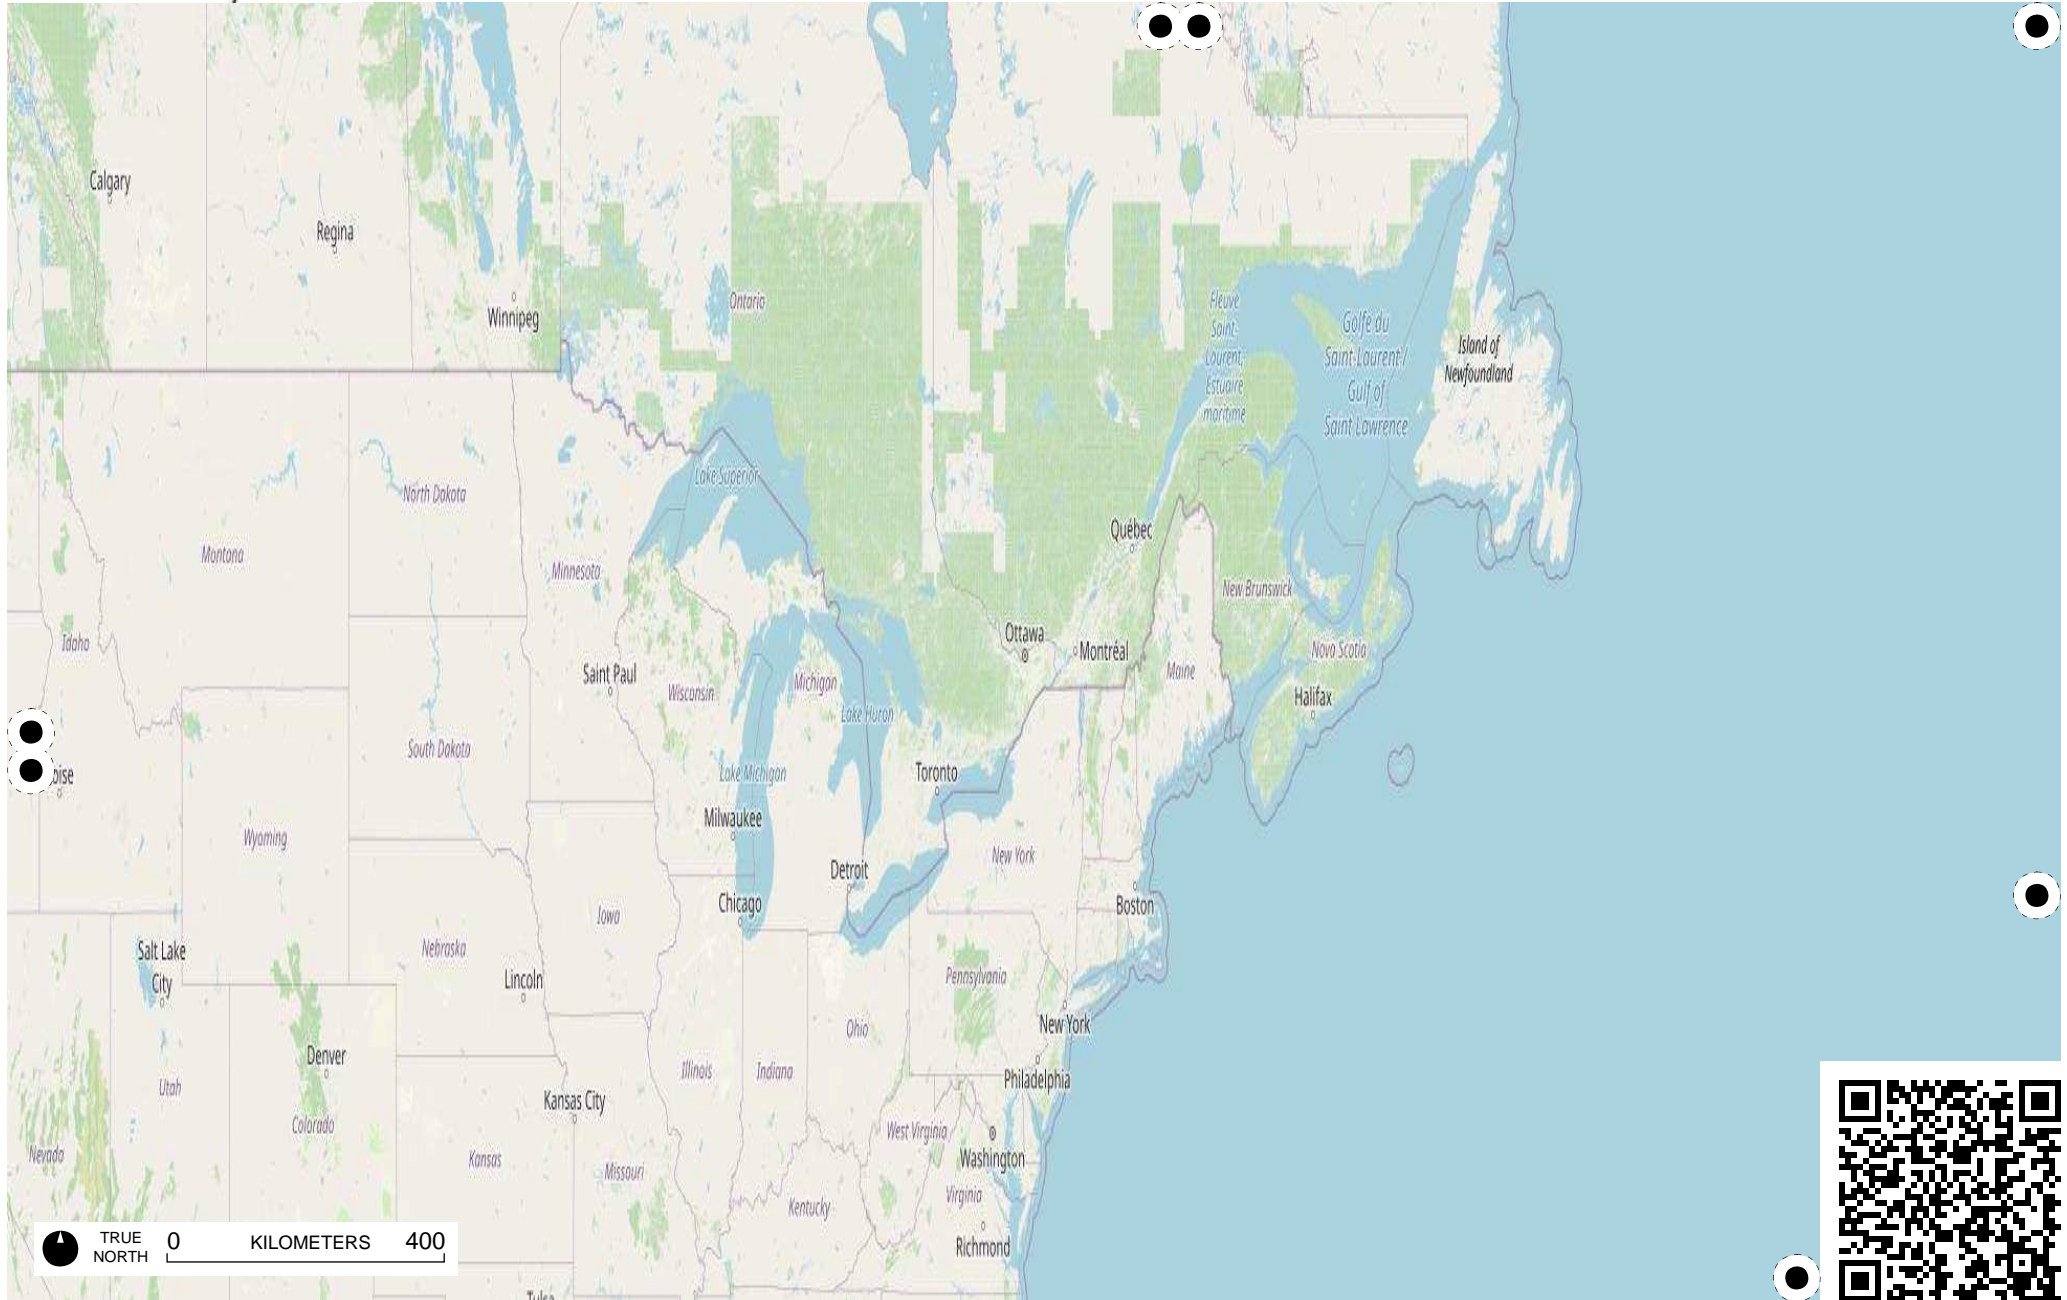 Calgary
Regina
Winnipeg
Ontario
Fleuve
Saint-
Laurent,
Estuaire
maritime
Golfe du
Saint-Laurent /
Gulf of
Saint Lawrence
Island of
Newfoundland
Lake Superior
North Dakota
Montana
Minnesota
Québec
New Brunswick
Idaho
Ottawa
Montréal
Nova Scotia
Saint Paul
Wisconsin
Michigan
Maine
Halifax
Lake Huron
South Dakota
oise
Lake Michigan
Toronto
Milwaukee
Wyoming
New York
Detroit
Chicago
Iowa
Boston
Salt Lake
City
Nebraska
Lincoln
Pennsylvania
New York
Ohio
Denver
Utah
Illinois
Indiana
Philadelphia
Kansas City
Colorado
West Virginia
Nevada
Kansas
Missouri
Washington
Virginia
Kentucky
Richmond
TRUE
NORTH
0 KILOMETERS 400